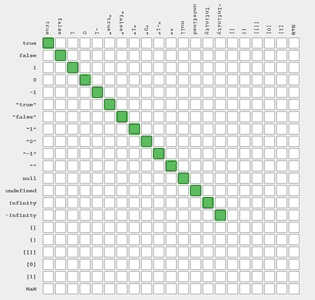 true
false
1
0
-1
"true"
"false"
"1"
"0"
"-1"
""
null
undefined
Infinity
-Infinity
[]
{}
[[]]
[0]
[1]
NaN
true
false
1
0
-1
"true"
"false"
"1"
"0"
"-1"
""
null
undefined
Infinity
-Infinity
[]
{}
[[]]
[0]
[1]
NaN